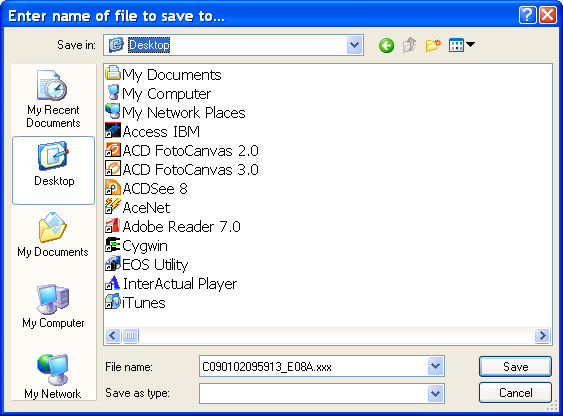 Enter name of file to save to...
Save in:
Desktop
My Recent
Documents
Desktop
My Documents
My Computer
My Network
My Documents
My Computer
My Network Places
Access IBM
ACD FotoCanvas 2.0
ACD FotoCanvas 3.0
ACDSee 8
AceNet
Adobe Reader 7.0
Cygwin
EOS Utility
InterActual Player
iTunes
File name:
C090102095913_E08A.xxx
Save
Save as type:
Cancel